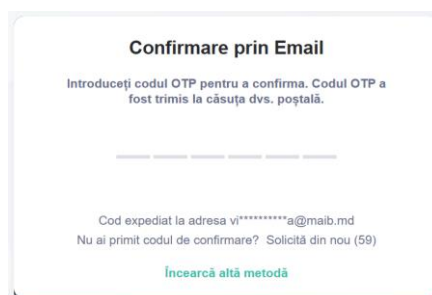 Confirmare prin Email
Introduceți codul OTP pentru a confirma. Codul OTP a
fost trimis la căsuța dvs. poștală.
Cod expediat la adresa vi**********a@maib.md
Nu ai primit codul de confirmare? Solicită din nou (59)
Încearcă altă metodă